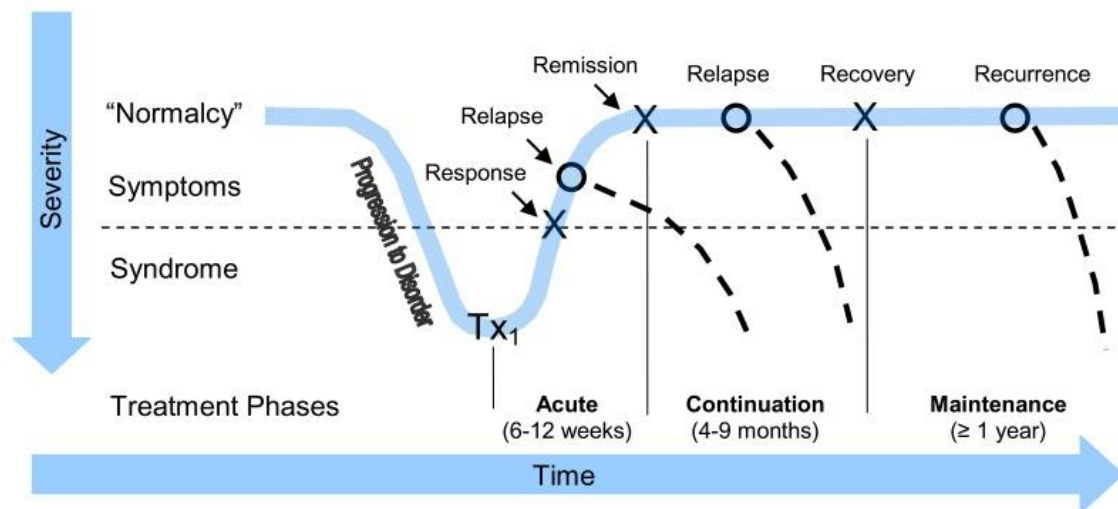 Severity
Remission
Relapse
Recovery
Recurrence
“Normalcy”
Relapse
Response
Symptoms
Progression to Disorder
Syndrome
Tx1
Treatment Phases
Acute
(6-12 weeks)
Continuation
(4-9 months)
Maintenance
(≥ 1 year)
Time